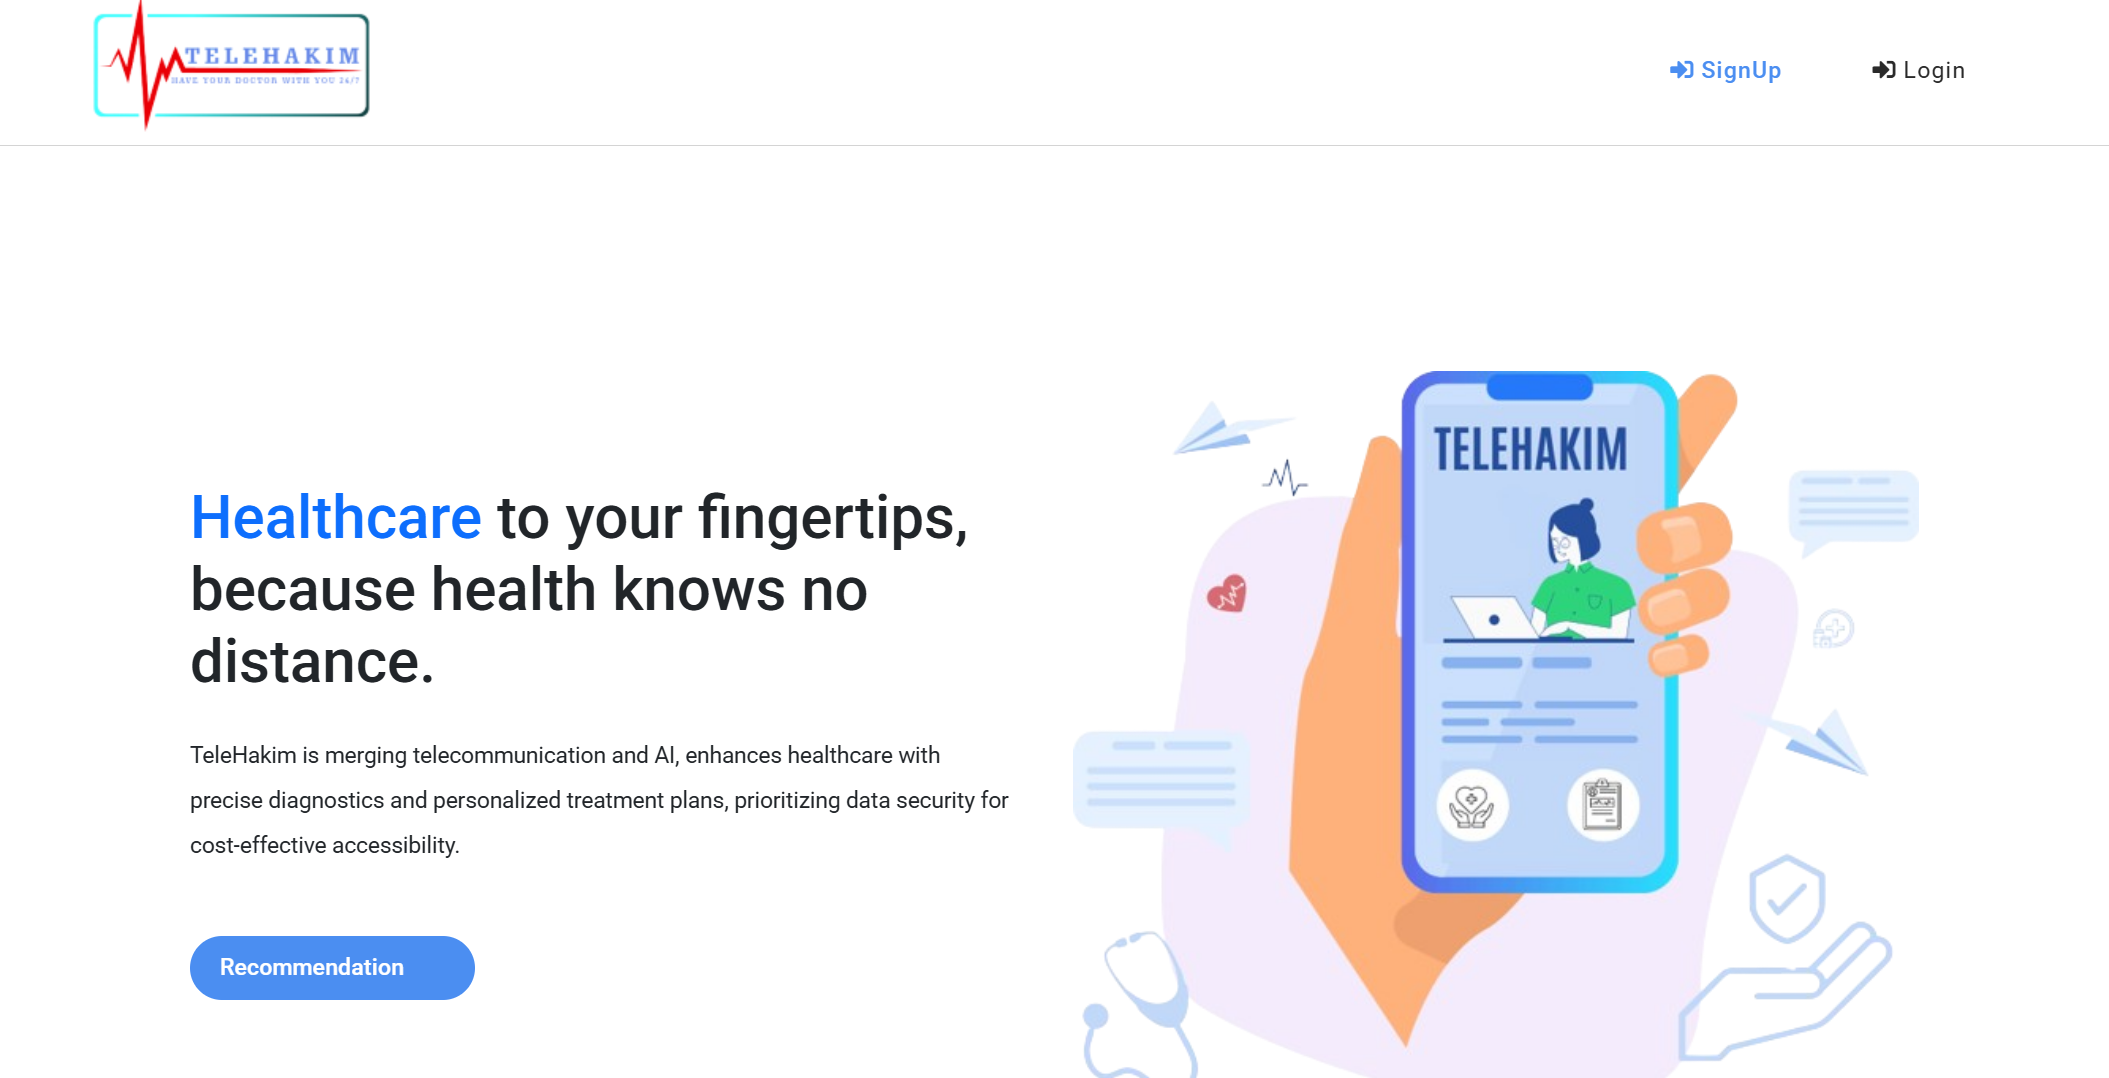 TELEHAKIM
HAVE YOUR DOCTOR WITH YOU 24/7
SignUp
Login
TELEHAKIM
Healthcare to your fingertips,
because health knows no
distance.
TeleHakim is merging telecommunication and AI, enhances healthcare with
precise diagnostics and personalized treatment plans, prioritizing data security for
cost-effective accessibility.
Recommendation